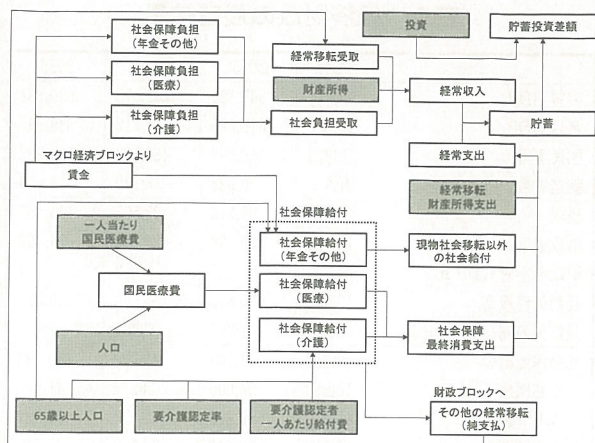 社会保障負担
(年金その他)
社会保障負担
(医療)
社会保障負担
(介護)
マクロ経済ブロックより
賃金
経常移転受取
財産所得
社会負担受取
投資
貯蓄投資差額
経常収入
貯蓄
経常支出
経常移転
財産所得支出
一人当たり
国民医療費
国民医療費
人口
社会保障給付
社会保障給付
(年金その他)
社会保障給付
(医療)
社会保障給付
(介護)
現物社会移転以外
の社会給付
社会保障
最終消費支出
65歳以上人口
要介護認定率
要介護認定者
一人あたり給付費
財政ブロックへ
その他の経常移転
(純支払)